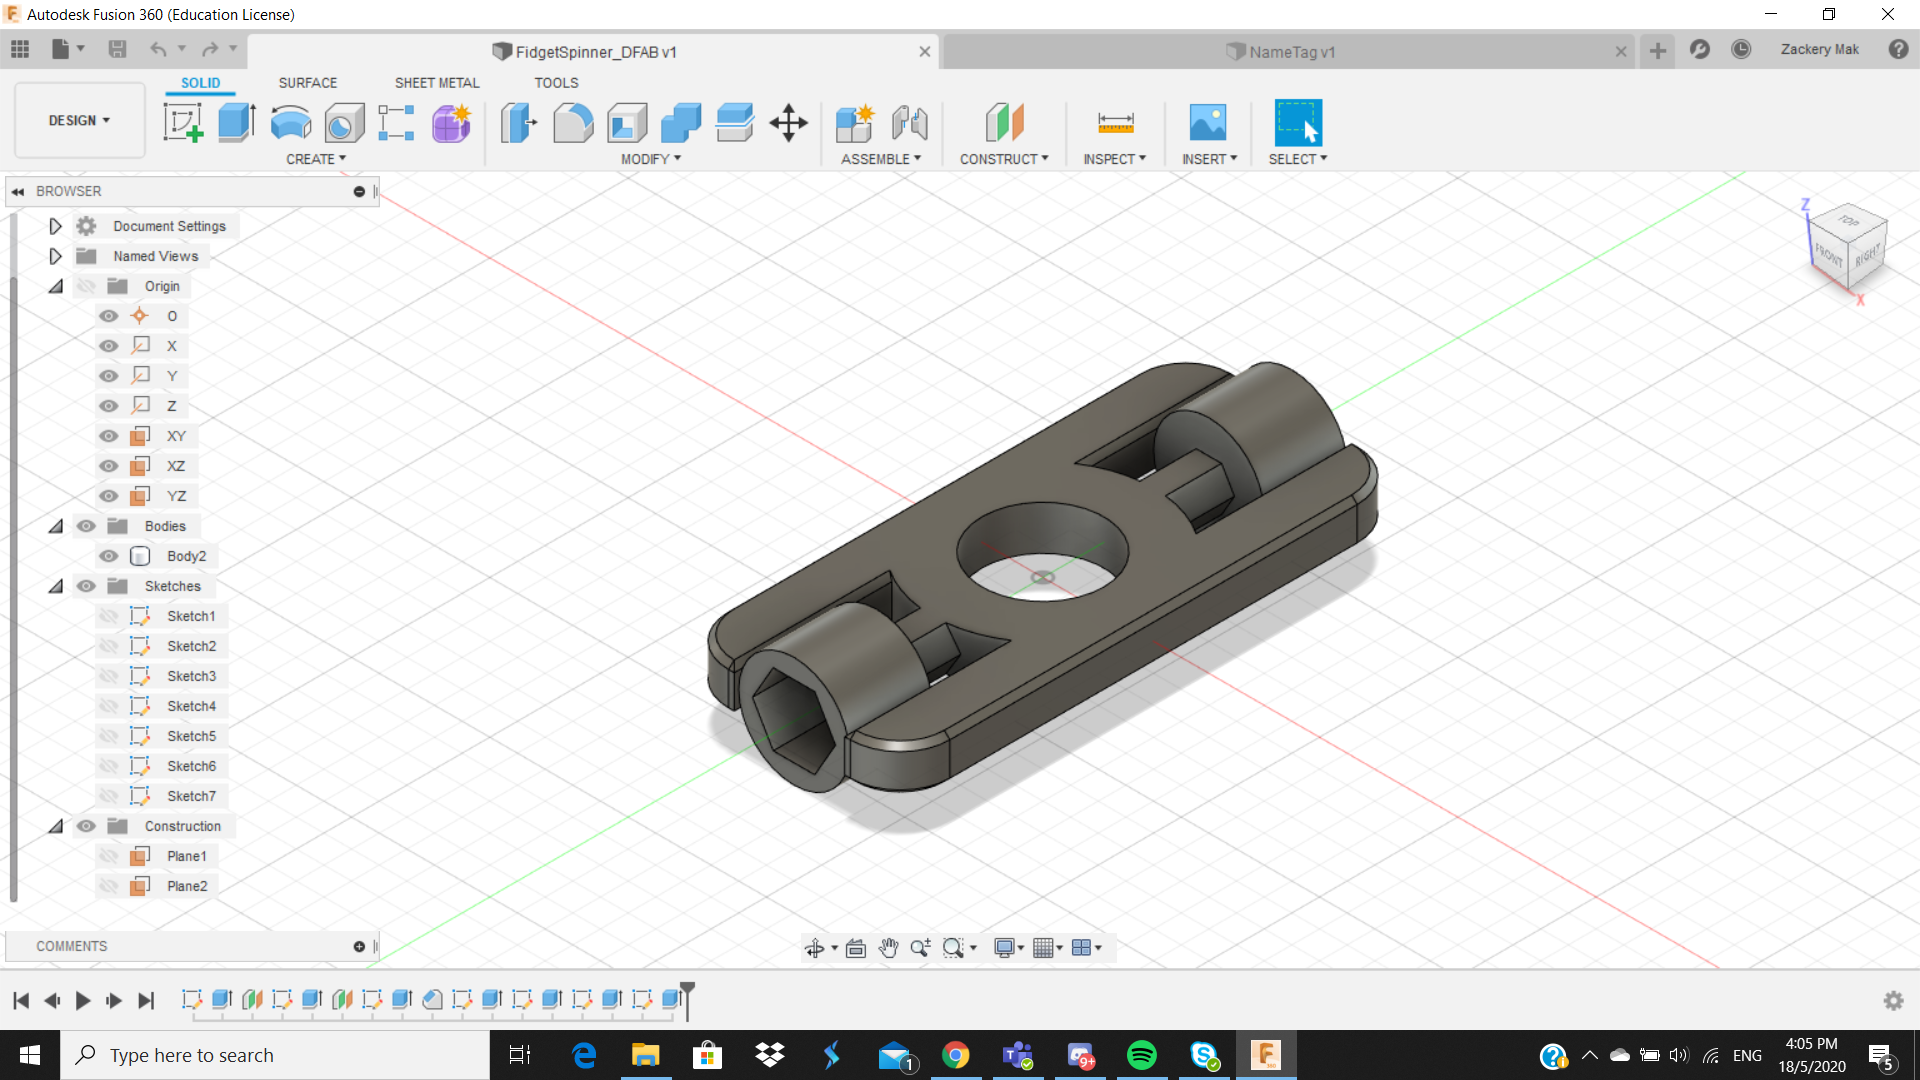 Autodesk Fusion 360 (Education License)
FidgetSpinner_DFAB v1
NameTag v1
Zackery Mak
SOLID SURFACE SHEET METAL TOOLS
DESIGN
CREATE MODIFY ASSEMBLE CONSTRUCT INSPECT INSERT SELECT
BROWSER
Document Settings
Named Views
Origin
O
X
Y
Z
XY
XZ
YZ
Bodies
Body2
Sketches
Sketch1
Sketch2
Sketch3
Sketch4
Sketch5
Sketch6
Sketch7
Construction
Plane1
Plane2
Z
TOP
FRONT RIGHT
X
COMMENTS
Type here to search
1
9+
ENG
4:05 PM
18/5/2020
5